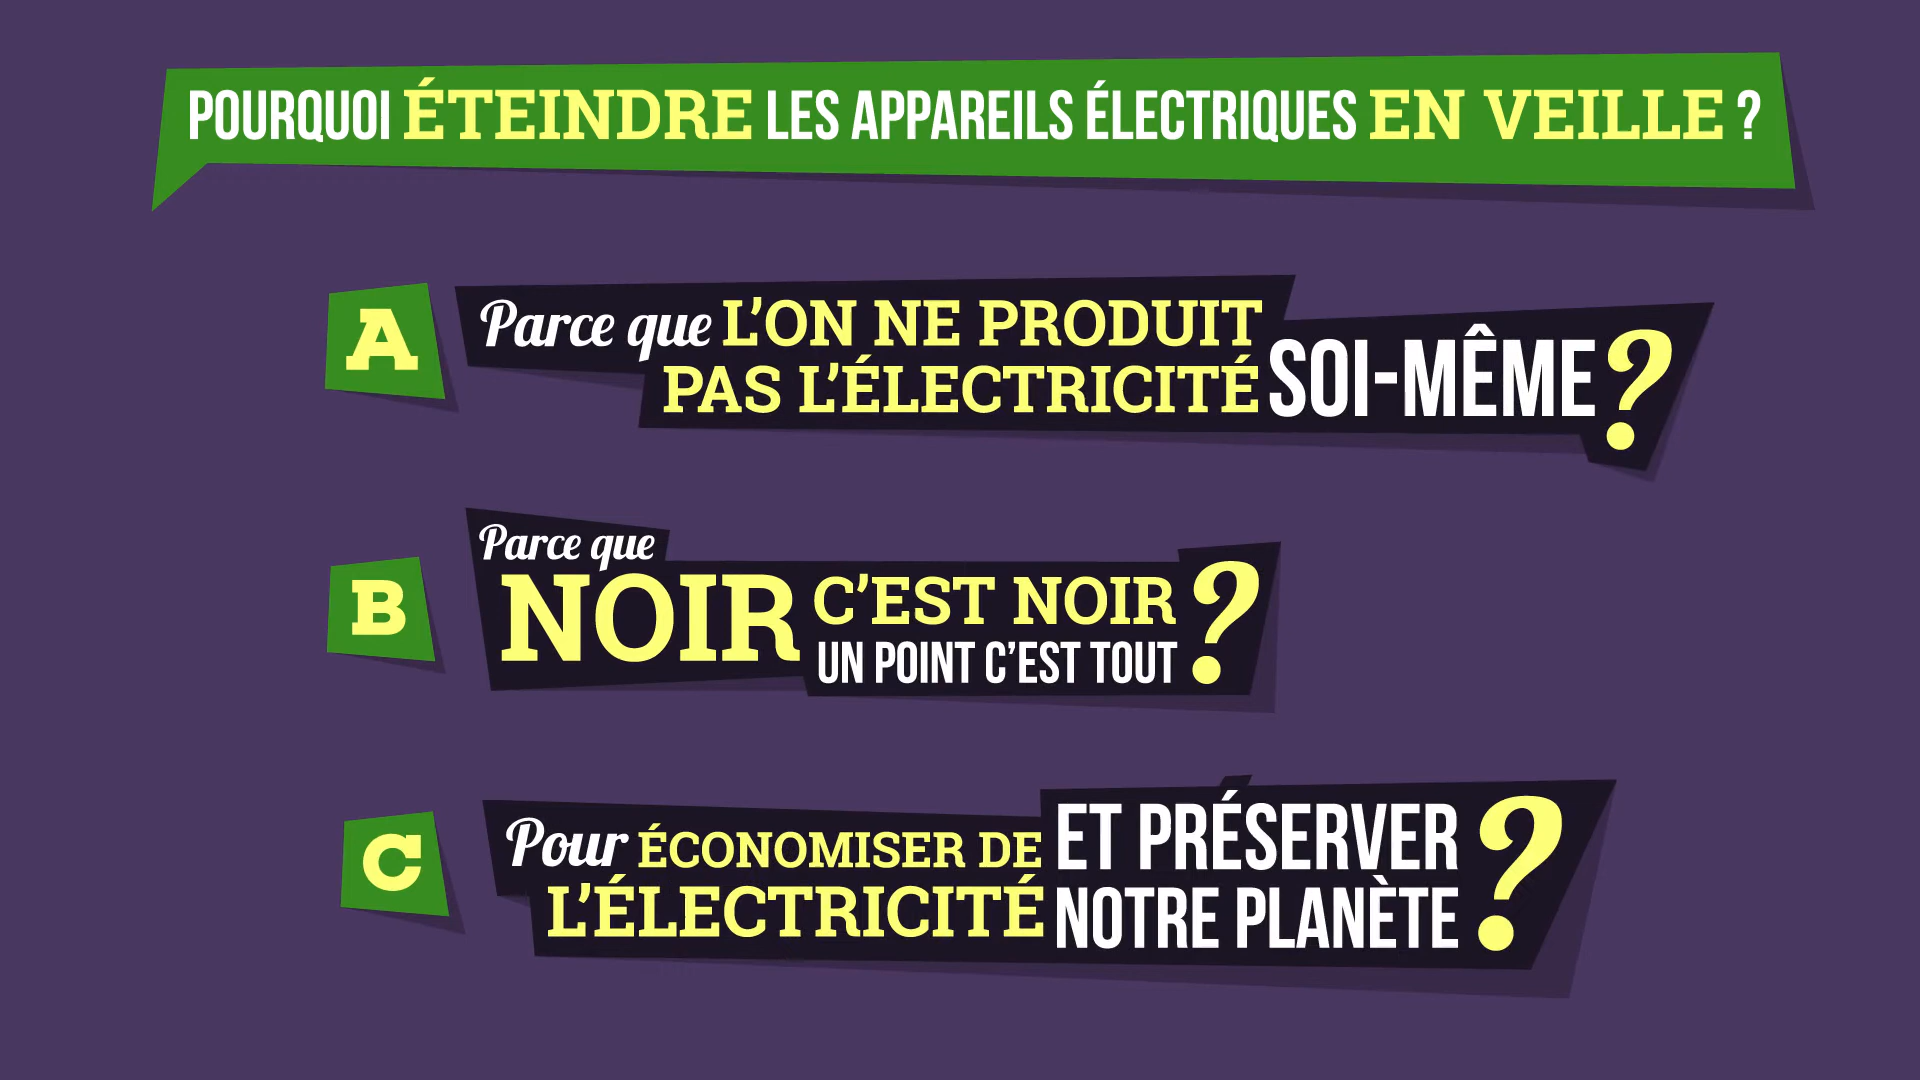 POURQUOI ÉTEINDRE LES APPAREILS ÉLECTRIQUES EN VEILLE ?
A
Parce que L'ON NE PRODUIT
PAS L'ÉLECTRICITÉ SOI-MÊME ?
B
Parce que
NOIR C'EST NOIR
UN POINT C'EST TOUT ?
C
Pour ÉCONOMISER DE
L'ÉLECTRICITÉ
ET PRÉSERVER
NOTRE PLANÈTE ?